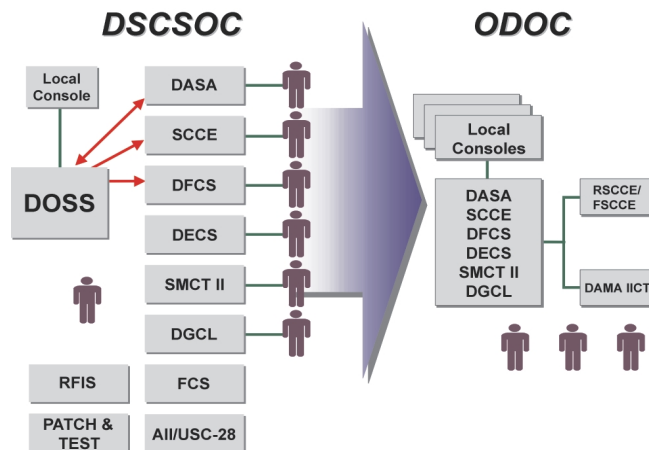 DSCSOC
ODOC
Local
Console
DOSS
DASA
SCCE
DFCS
DECS
SMCT II
DGCL
RFIS
FCS
PATCH &
TEST
AII/USC-28
Local
Consoles
DASA
SCCE
DFCS
DECS
SMCT II
DGCL
RSCCE/
FSCCE
DAMA IICT